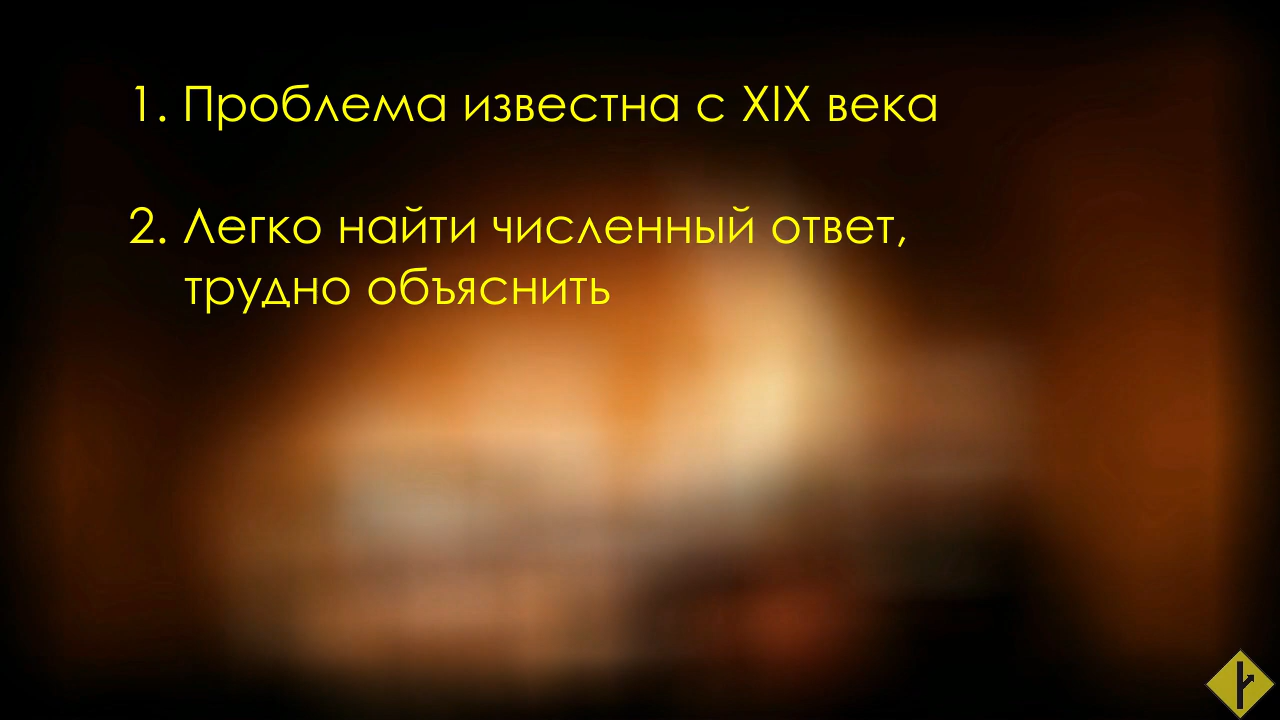 1. Проблема известна с XIX века
2. Легко найти численный ответ,
трудно объяснить